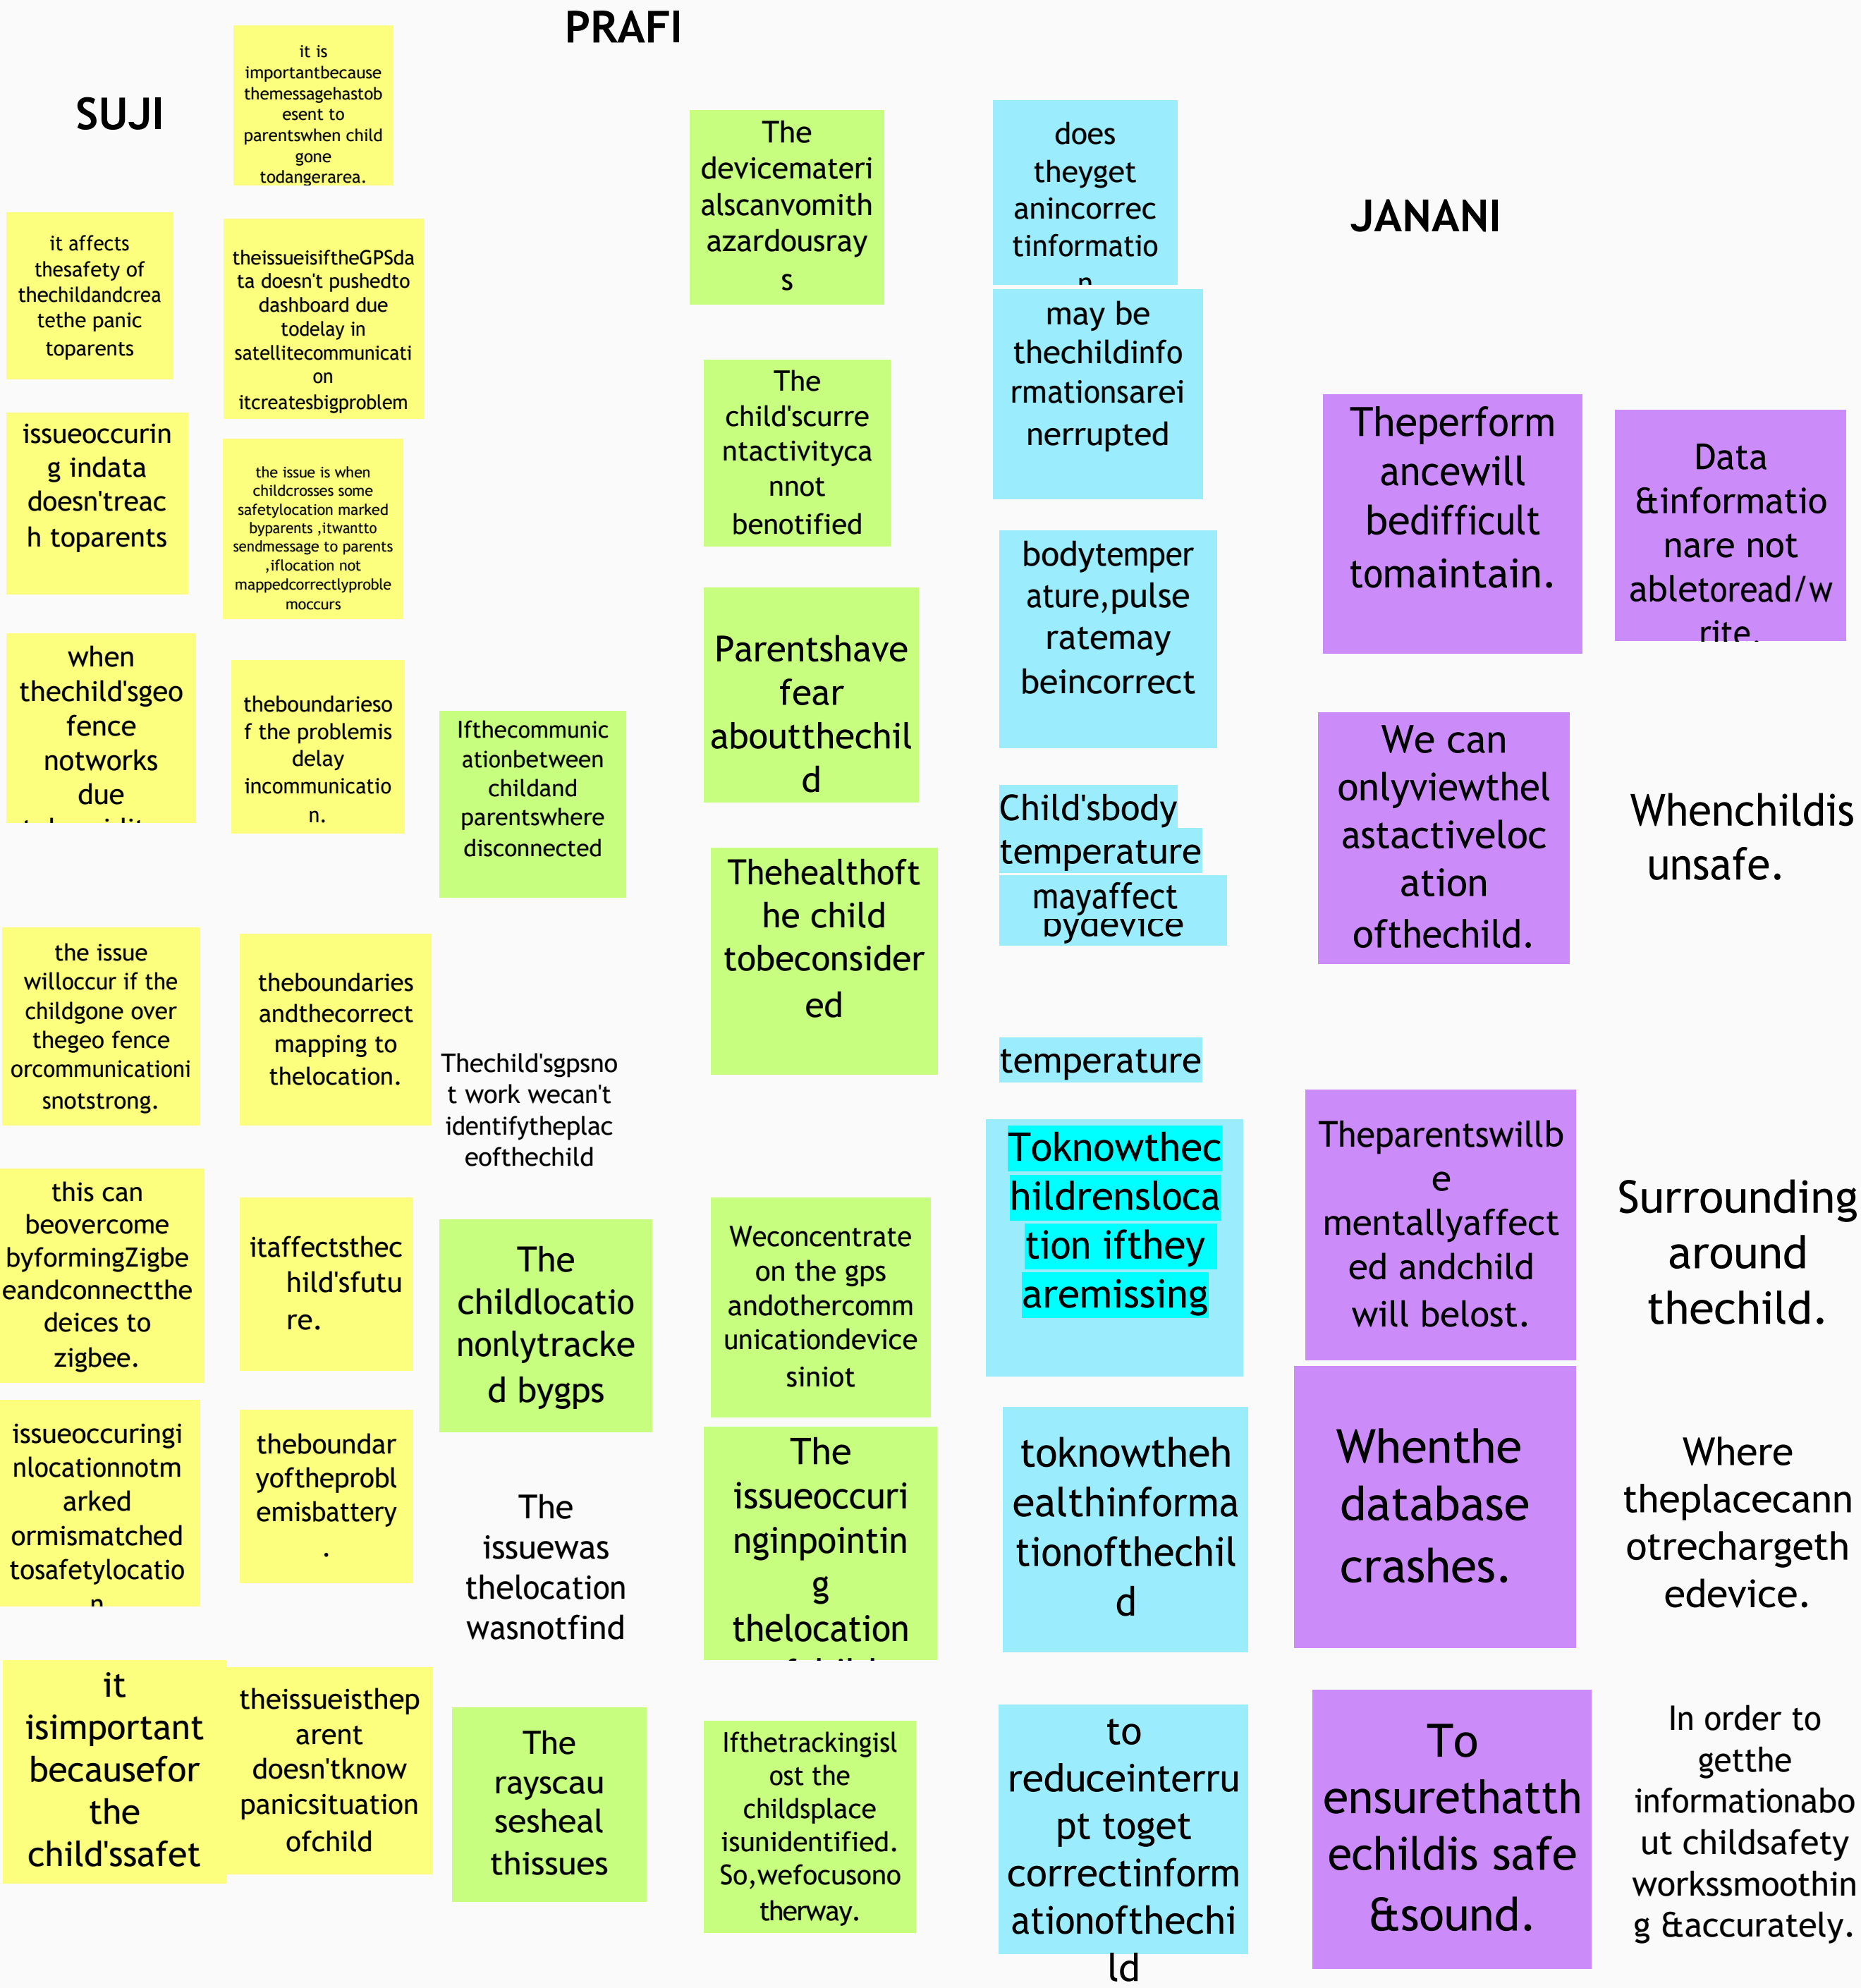 PRAFI
SUJI
JANANI
it is
importantbecause
themessagehastob
esent to
parentswhen child
gone
todangerarea.
it affects
thesafety of
thechildandcrea
tethe panic
toparents
theissueisiftheGPSda
ta doesn't pushedto
dashboard due
todelay in
satellitecommunicati
on
itcreatesbigproblem
issueoccurin
g indata
doesn'treac
h toparents
the issue is when
childcrosses some
safetylocation marked
byparents ,itwantto
sendmessage to parents
,iflocation not
mappedcorrectlyproble
moccurs
when
thechild'sgeo
fence
notworks
due
theboundarieso
f the problemis
delay
incommunicatio
n.
the issue
willoccur if the
childgone over
thegeo fence
orcommunicationi
snotstrong.
theboundaries
andthecorrect
mapping to
thelocation.
this can
beovercome
byformingZigbe
eandconnectthe
deices to
zigbee.
itaffectsthec
hild'sfutu
re.
issueoccuringi
nlocationnotm
arked
ormismatched
tosafetylocatio
n
theboundar
yoftheprobl
emisbattery
.
it
isimportant
becausefor
the
child'ssafet
theissueisthep
arent
doesn'tknow
panicsituation
ofchild
Ifthecommunic
ationbetween
childand
parentswhere
disconnected
Thechild'sgpsno
t work wecan't
identifytheplac
eofthechild
The
childlocatio
nonlytracke
d bygps
The
issuewas
thelocation
wasnotfind
The
rayscau
sesheal
thissues
The
devicemateri
alscanvomith
azardousray
s
The
child'scurre
ntactivityca
nnot
benotified
Parentshave
fear
aboutthechil
d
Thehealthoft
he child
tobeconsider
ed
Weconcentrate
on the gps
andothercomm
unicationdevice
siniot
The
issueoccuri
nginpointin
g
thelocation
Ifthetrackingisl
ost the
childsplace
isunidentified.
So,wefocusono
therway.
does
theyget
anincorrec
tinformatio
n
may be
thechildinfo
rmationsarei
nerrupted
bodytemper
ature,pulse
ratemay
beincorrect
Child'sbody
temperature
mayaffect
bydevice
temperature
Toknowthec
hildrensloca
tion ifthey
aremissing
toknowtheh
ealthinforma
tionofthechil
d
to
reduceinterru
pt toget
correctinform
ationofthechi
ld
Theperform
ancewill
bedifficult
tomaintain.
Data
&informatio
nare not
abletoread/w
rite.
We can
onlyviewthel
astactiveloc
ation
ofthechild.
Whenchildis
unsafe.
Theparentswillb
e
mentallyaffect
ed andchild
will belost.
Surrounding
around
thechild.
Whenthe
database
crashes.
Where
theplacecann
otrechargeth
edevice.
To
ensurethatth
echildis safe
&sound.
In order to
getthe
informationabo
ut childsafety
workssmoothin
g &accurately.